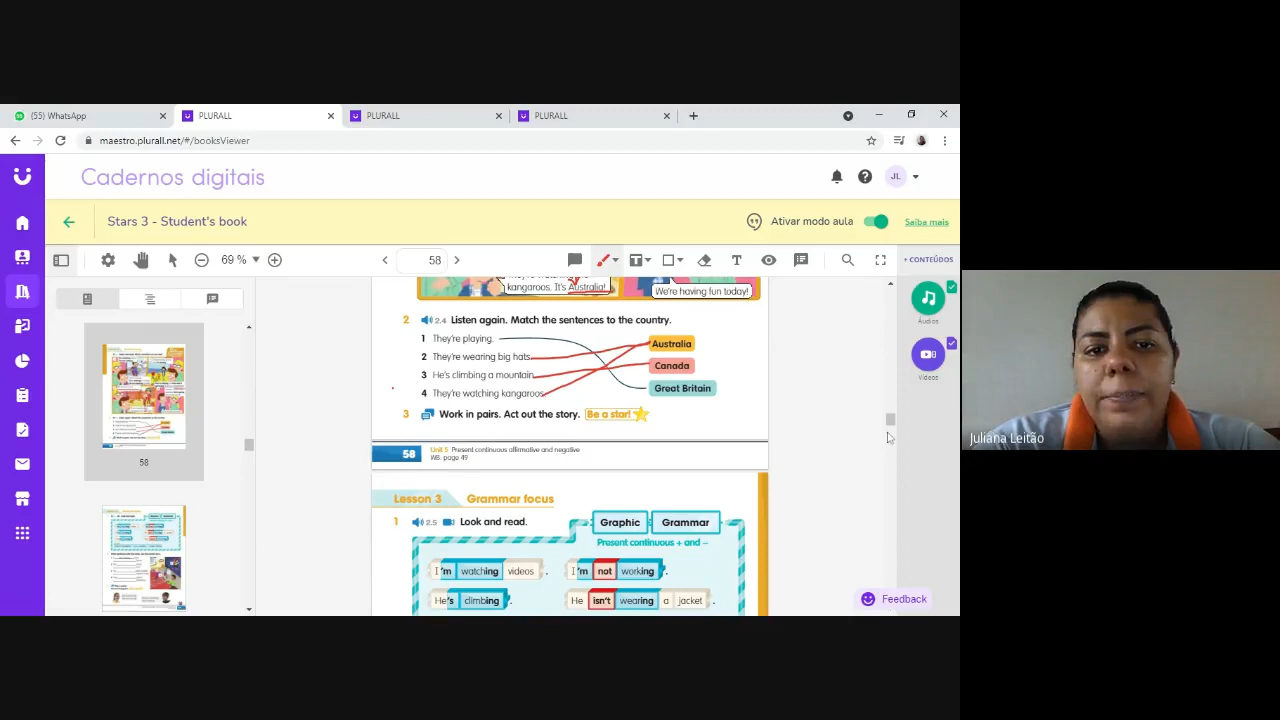 (55) WhatsApp
PLURALL
PLURALL
PLURALL
maestro.plurall.net/#/booksViewer
Cadernos digitais
JL
Stars 3 - Student's book
Ativar modo aula
Saiba mais
69 %
58
+ CONTEÚDOS
kangaroos. It's Australia!
We're having fun today!
2 2.4 Listen again. Match the sentences to the country.
1 They're playing.
2 They're wearing big hats.
3 He's climbing a mountain.
4 They're watching kangaroos.
Australia
Canada
Great Britain
3 Work in pairs. Act out the story. Be a star!
58 Unit 5 Present continuous affirmative and negative
WB. page 49
Lesson 3 Grammar focus
1 2.5 Look and read.
Graphic Grammar
Present continuous + and –
I 'm watching videos .
I 'm not working .
He's climbing .
He isn't wearing a jacket .
58
Áudios
Vídeos
Feedback
Juliana Leitão